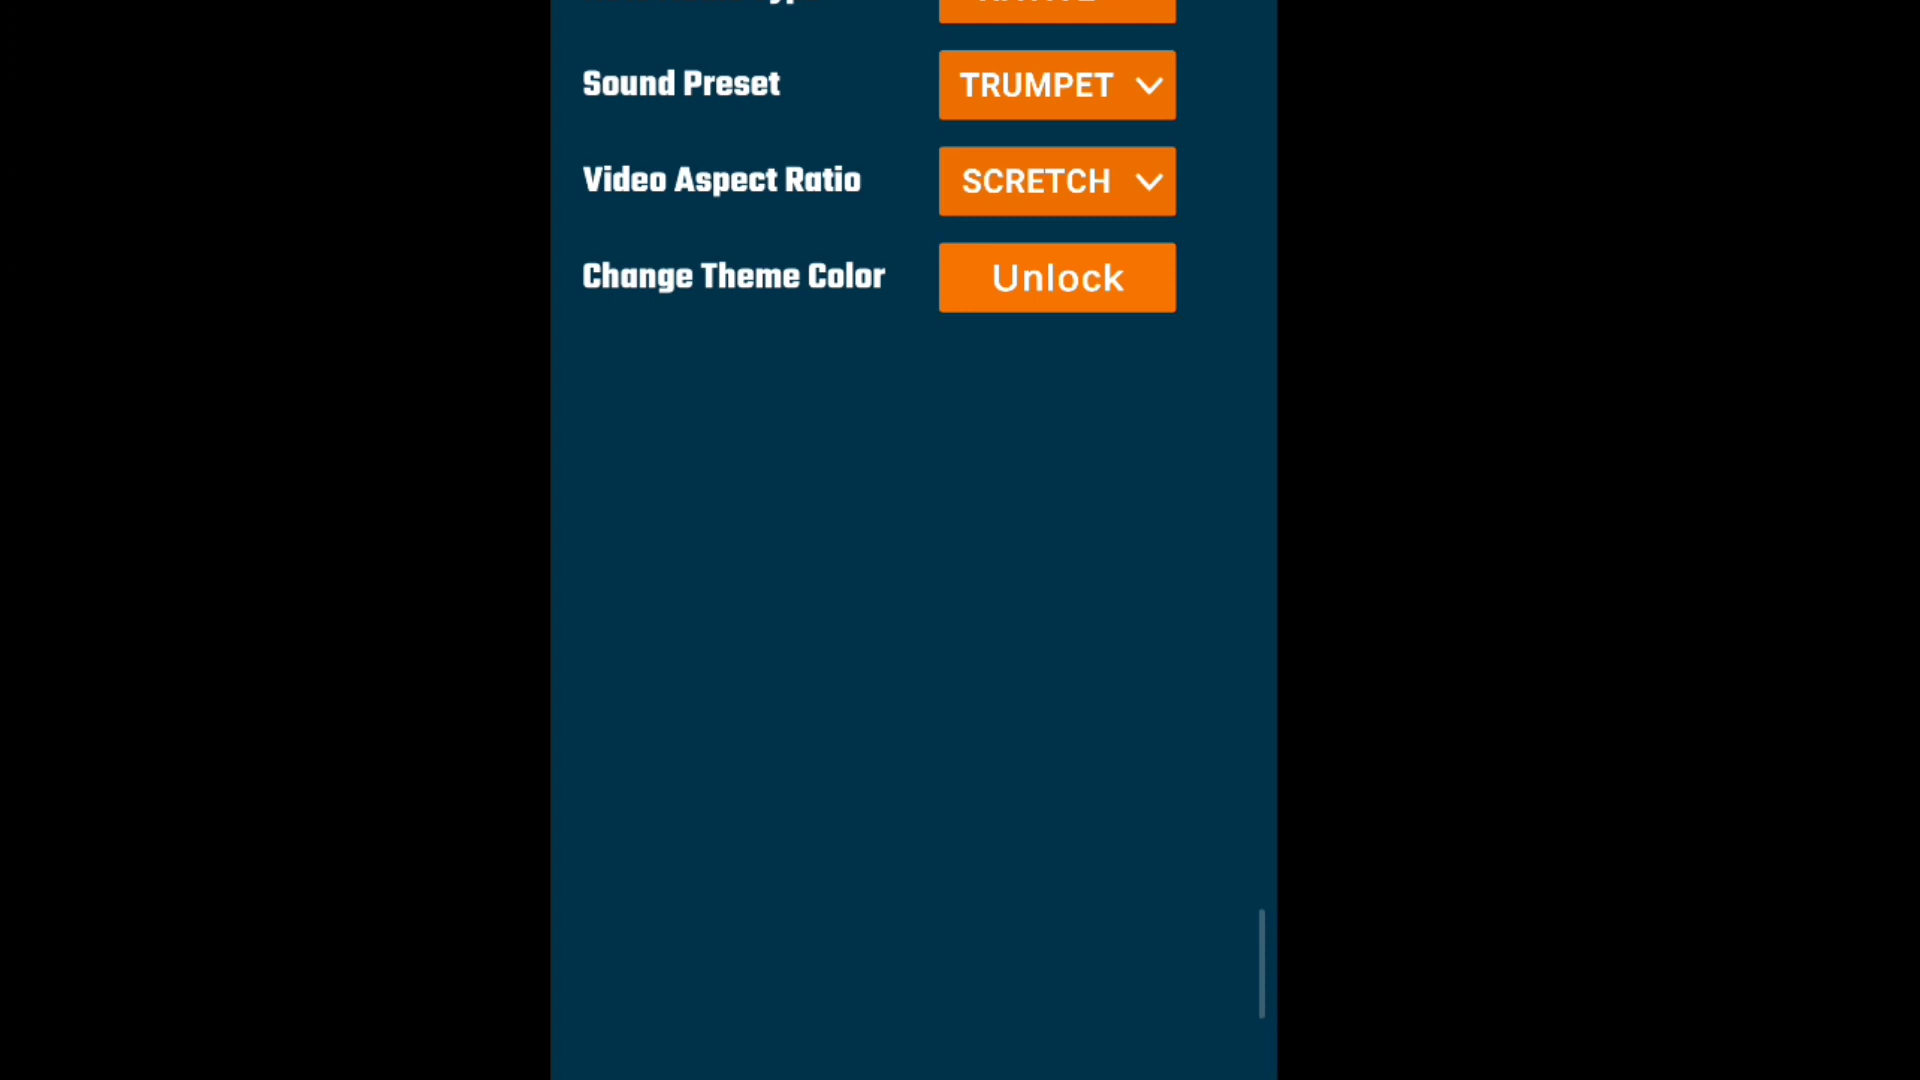 Sound Preset TRUMPET
Video Aspect Ratio SCRETCH
Change Theme Color Unlock